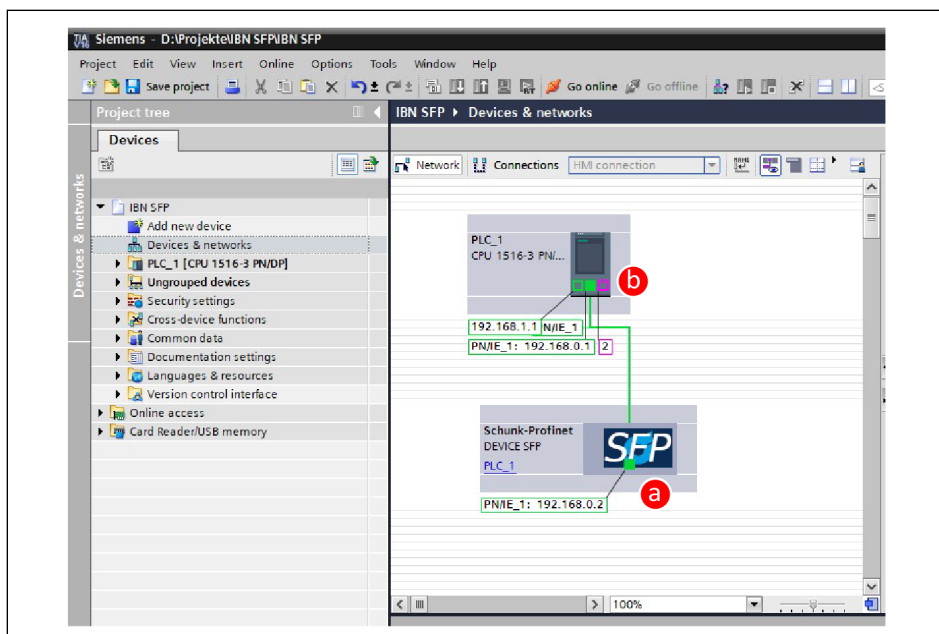 Siemens - D:\Projekte\IBN SFP\IBN SFP
Project Edit View Insert Online Options Tools Window Help
Save project Go online Go offline
Project tree
IBN SFP Devices & networks
Devices
Network Connections HMI connection
Devices & networks
IBN SFP
Add new device
Devices & networks
PLC_1 [CPU 1516-3 PN/DP]
Ungrouped devices
Security settings
Cross-device functions
Common data
Documentation settings
Languages & resources
Version control interface
Online access
Card Reader/USB memory
PLC_1
CPU 1516-3 PN/...
b
192.168.1.1 N/IE_1
PN/IE_1: 192.168.0.1 2
Schunk-Profinet
DEVICE SFP
PLC_1
SFP
a
PN/IE_1: 192.168.0.2
100%